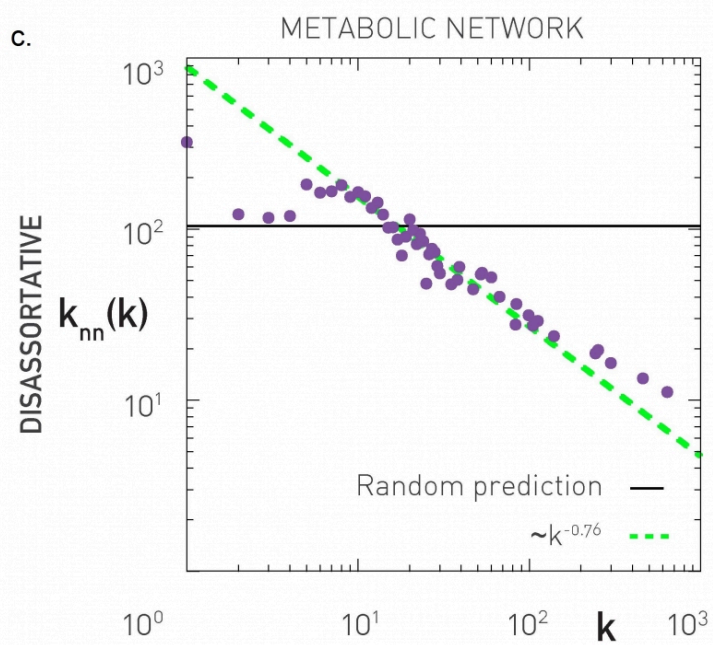 c.
METABOLIC NETWORK
10³
10²
DISASSORTATIVE
kₙₙ(k)
10¹
Random prediction
~k⁻⁰·⁷⁶
10⁰ 10¹ 10² k 10³